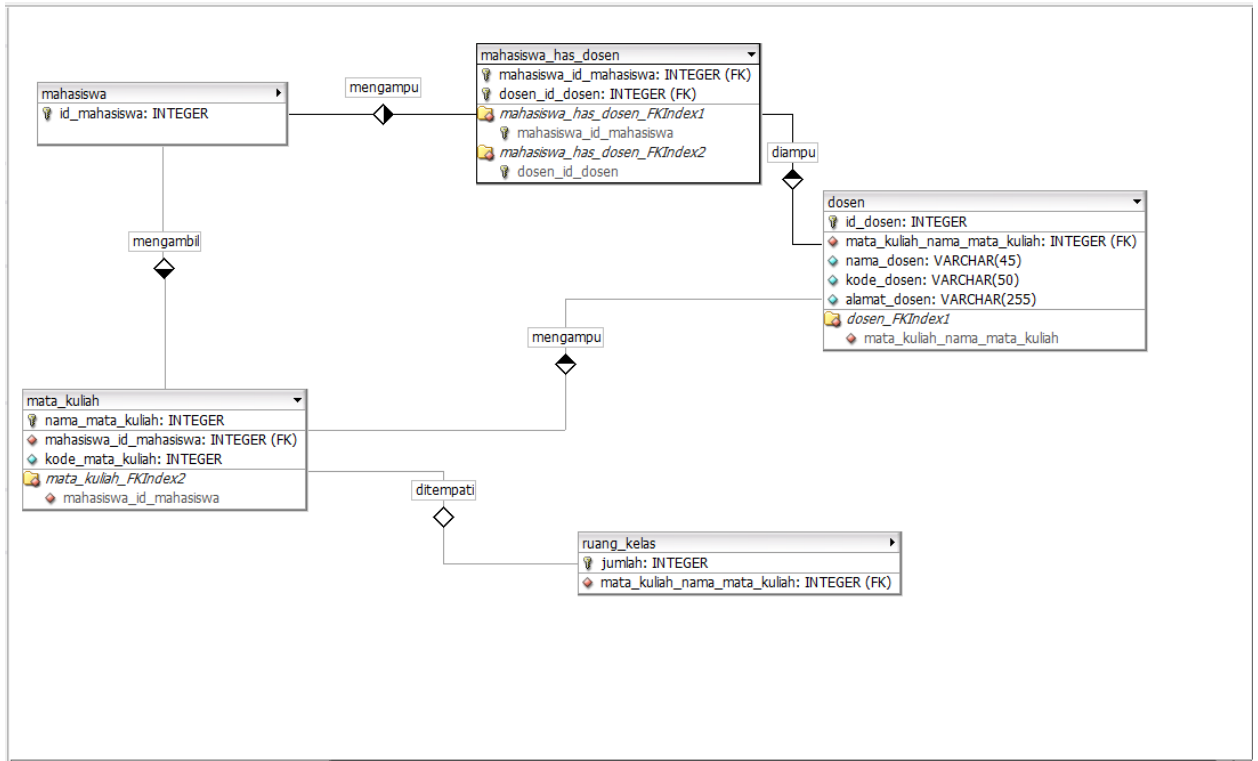 mahasiswa
id_mahasiswa: INTEGER
mengampu
mahasiswa_has_dosen
mahasiswa_id_mahasiswa: INTEGER (FK)
dosen_id_dosen: INTEGER (FK)
mahasiswa_has_dosen_FKIndex1
mahasiswa_id_mahasiswa
mahasiswa_has_dosen_FKIndex2
dosen_id_dosen
diampu
dosen
id_dosen: INTEGER
mata_kuliah_nama_mata_kuliah: INTEGER (FK)
nama_dosen: VARCHAR(45)
kode_dosen: VARCHAR(50)
alamat_dosen: VARCHAR(255)
dosen_FKIndex1
mata_kuliah_nama_mata_kuliah
mengambil
mengampu
mata_kuliah
nama_mata_kuliah: INTEGER
mahasiswa_id_mahasiswa: INTEGER (FK)
kode_mata_kuliah: INTEGER
mata_kuliah_FKIndex2
mahasiswa_id_mahasiswa
ditempati
ruang_kelas
jumlah: INTEGER
mata_kuliah_nama_mata_kuliah: INTEGER (FK)